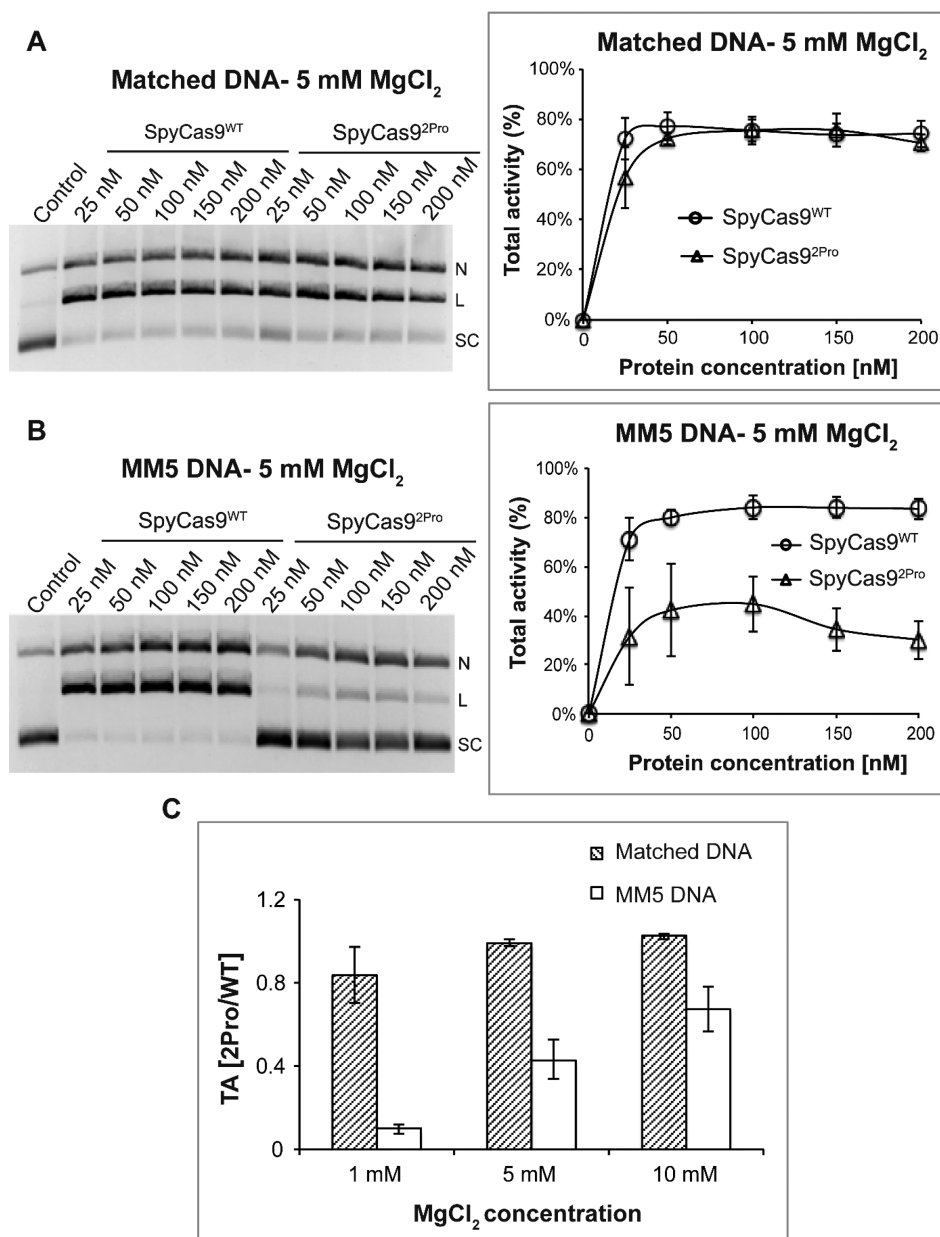 A
Matched DNA- 5 mM MgCl₂
SpyCas9ᵂᵀ
SpyCas9²ᴾʳᵒ
Control
25 nM
50 nM
100 nM
150 nM
200 nM
25 nM
50 nM
100 nM
150 nM
200 nM
N
L
SC
Matched DNA- 5 mM MgCl₂
Total activity (%)
100%
80%
60%
40%
20%
0%
SpyCas9ᵂᵀ
SpyCas9²ᴾʳᵒ
0
50
100
150
200
Protein concentration [nM]
B
MM5 DNA- 5 mM MgCl₂
SpyCas9ᵂᵀ
SpyCas9²ᴾʳᵒ
Control
25 nM
50 nM
100 nM
150 nM
200 nM
25 nM
50 nM
100 nM
150 nM
200 nM
N
L
SC
MM5 DNA- 5 mM MgCl₂
Total activity (%)
100%
80%
60%
40%
20%
0%
SpyCas9ᵂᵀ
SpyCas9²ᴾʳᵒ
0
50
100
150
200
Protein concentration [nM]
C
Matched DNA
MM5 DNA
TA [2Pro/WT]
1.2
0.8
0.4
0
1 mM
5 mM
10 mM
MgCl₂ concentration